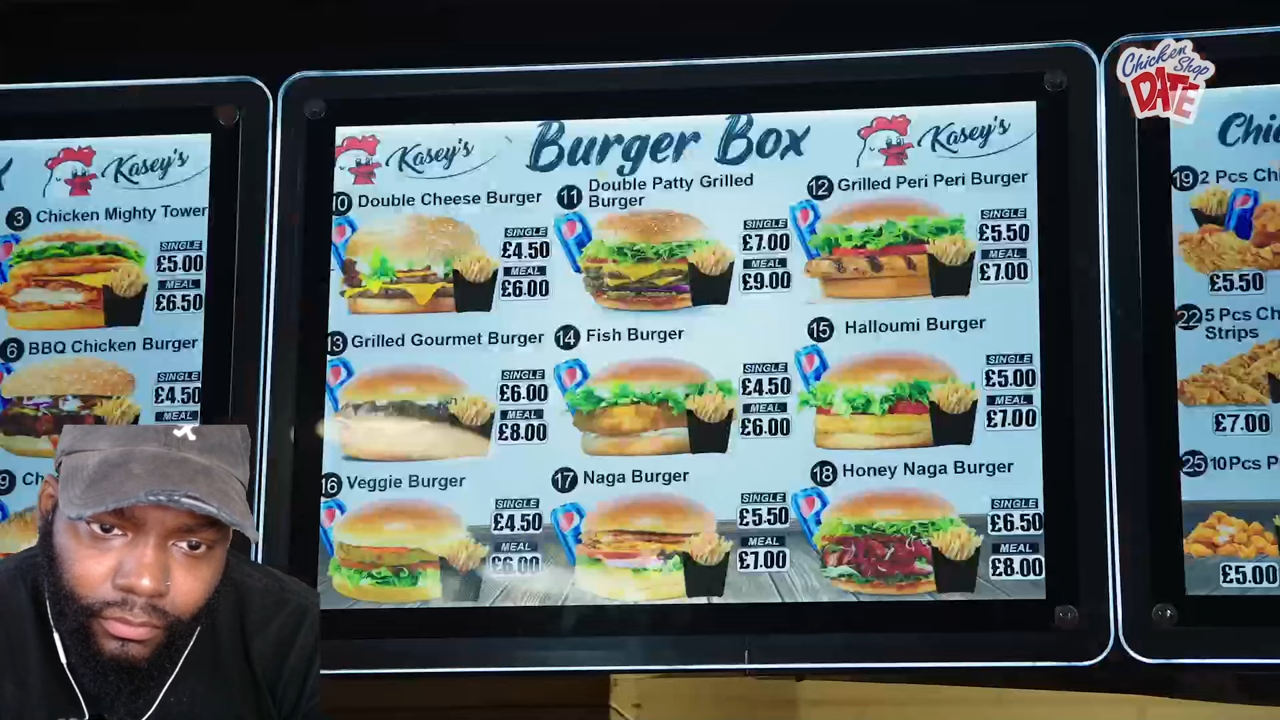 Chicken Shop
DATE
Kasey's
3 Chicken Mighty Tower
SINGLE
£5.00
MEAL
£6.50
6 BBQ Chicken Burger
SINGLE
£4.50
MEAL
9 Ch
Kasey's
Burger Box
Kasey's
10 Double Cheese Burger
SINGLE
£4.50
MEAL
£6.00
11 Double Patty Grilled
Burger
SINGLE
£7.00
MEAL
£9.00
12 Grilled Peri Peri Burger
SINGLE
£5.50
MEAL
£7.00
13 Grilled Gourmet Burger
SINGLE
£6.00
MEAL
£8.00
14 Fish Burger
SINGLE
£4.50
MEAL
£6.00
15 Halloumi Burger
SINGLE
£5.00
MEAL
£7.00
16 Veggie Burger
SINGLE
£4.50
MEAL
£6.00
17 Naga Burger
SINGLE
£5.50
MEAL
£7.00
18 Honey Naga Burger
SINGLE
£6.50
MEAL
£8.00
Chic
19 2 Pcs Chi
£5.50
22 5 Pcs Ch
Strips
£7.00
25 10 Pcs P
£5.00